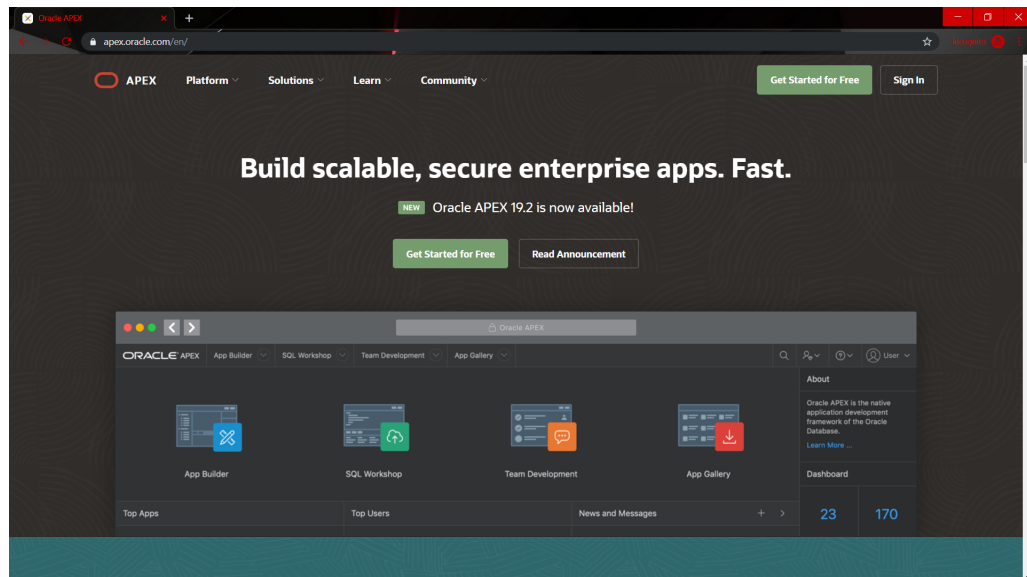 Oracle APEX
apex.oracle.com/en/
Incognito
APEX Platform Solutions Learn Community Get Started for Free Sign In
Build scalable, secure enterprise apps. Fast.
NEW Oracle APEX 19.2 is now available!
Get Started for Free Read Announcement
Oracle APEX
ORACLE APEX App Builder SQL Workshop Team Development App Gallery User
About
Oracle APEX is the native
application development
framework of the Oracle
Database.
Learn More ...
App Builder SQL Workshop Team Development App Gallery
Dashboard
Top Apps Top Users News and Messages
23 170